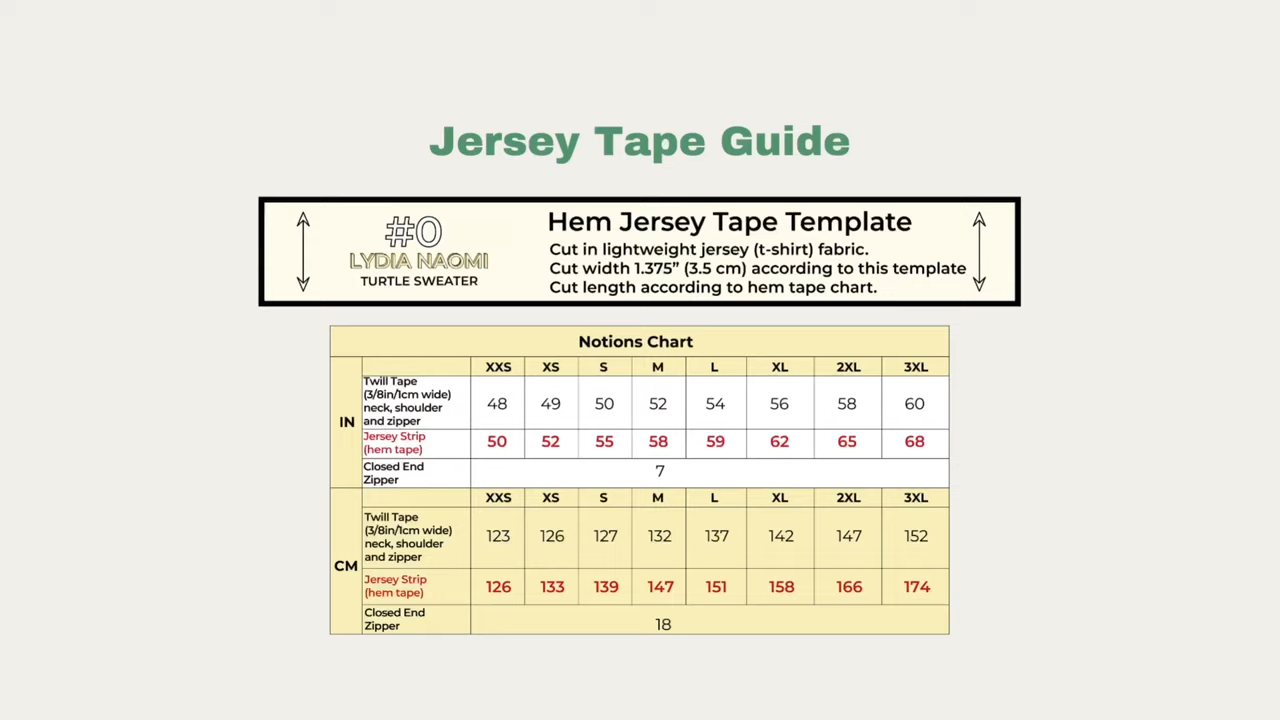 Jersey Tape Guide
#0
LYDIA NAOMI
TURTLE SWEATER
Hem Jersey Tape Template
Cut in lightweight jersey (t-shirt) fabric.
Cut width 1.375” (3.5 cm) according to this template
Cut length according to hem tape chart.
Notions Chart
XXS XS S M L XL 2XL 3XL
IN
Twill Tape
(3/8in/1cm wide)
neck, shoulder
and zipper
48 49 50 52 54 56 58 60
Jersey Strip
(hem tape)
50 52 55 58 59 62 65 68
Closed End
Zipper
7
XXS XS S M L XL 2XL 3XL
CM
Twill Tape
(3/8in/1cm wide)
neck, shoulder
and zipper
123 126 127 132 137 142 147 152
Jersey Strip
(hem tape)
126 133 139 147 151 158 166 174
Closed End
Zipper
18